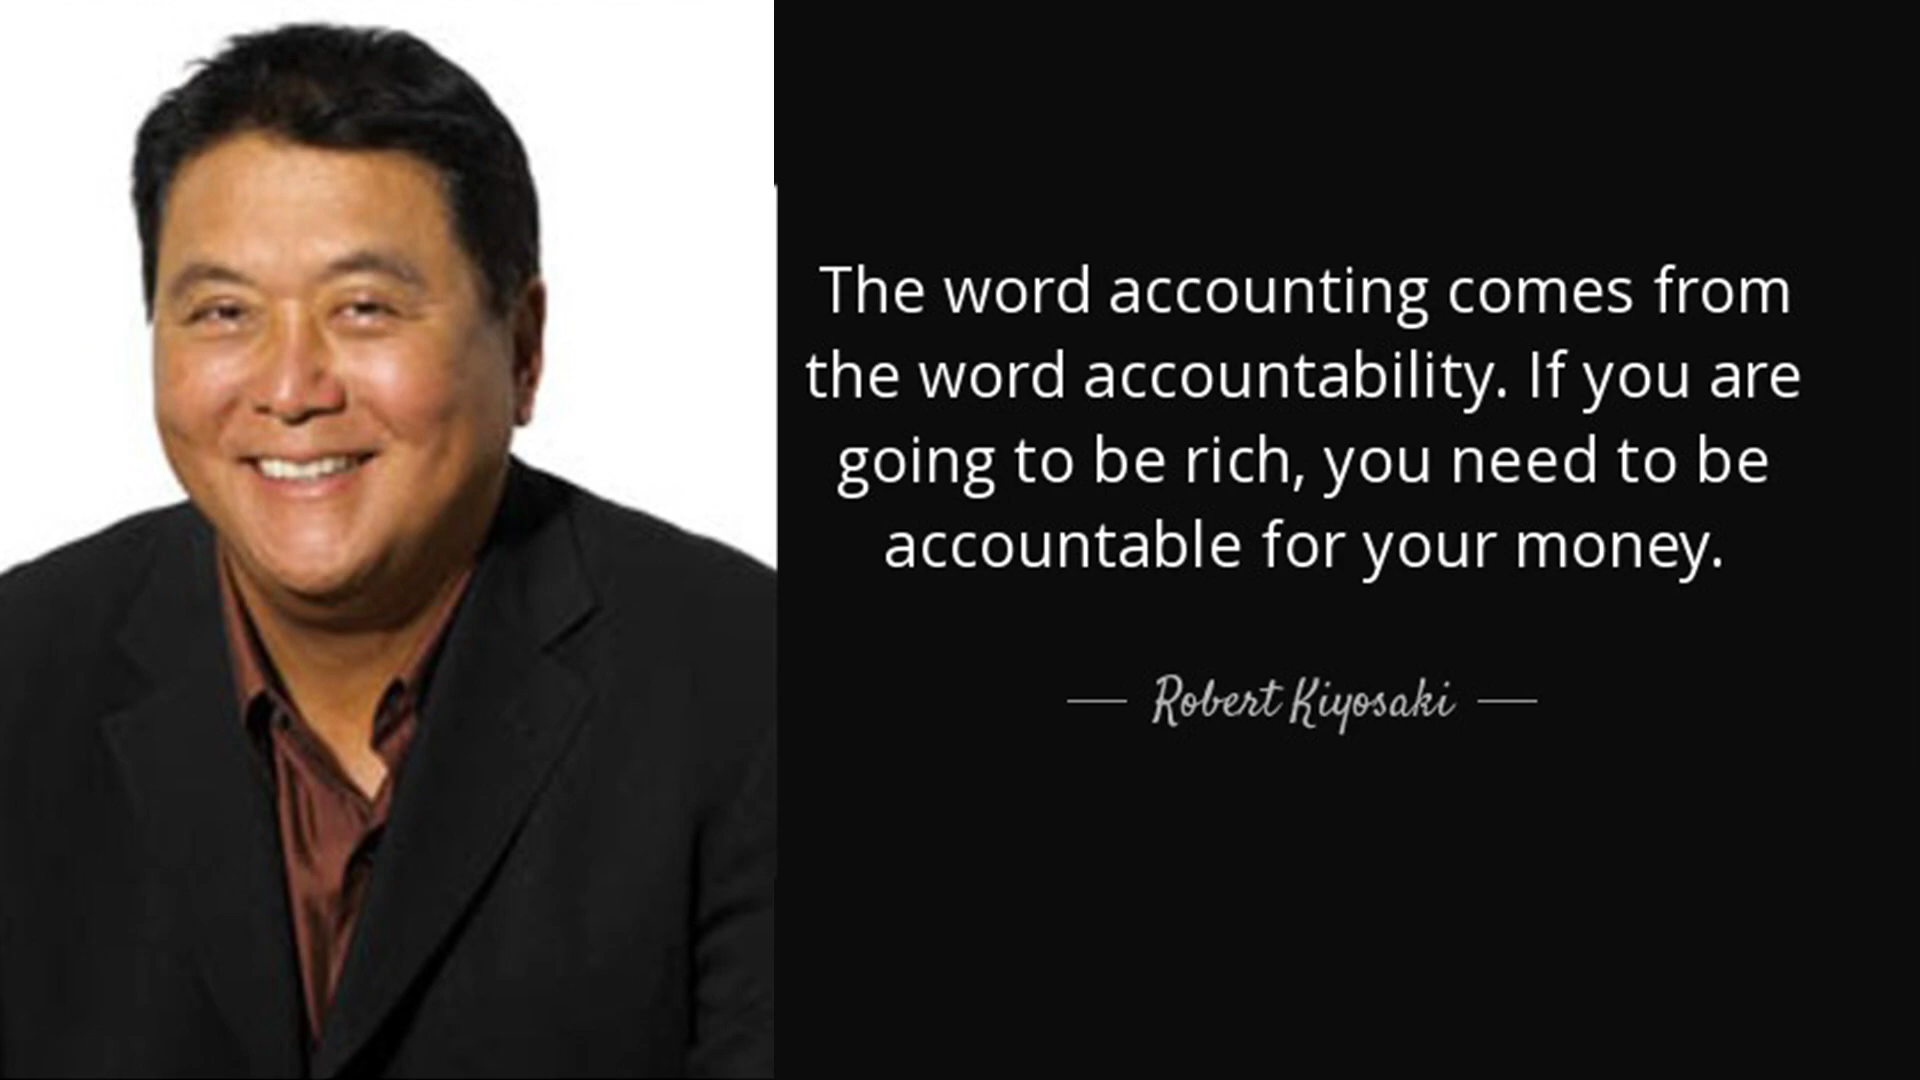 The word accounting comes from
the word accountability. If you are
going to be rich, you need to be
accountable for your money.
Robert Kiyosaki